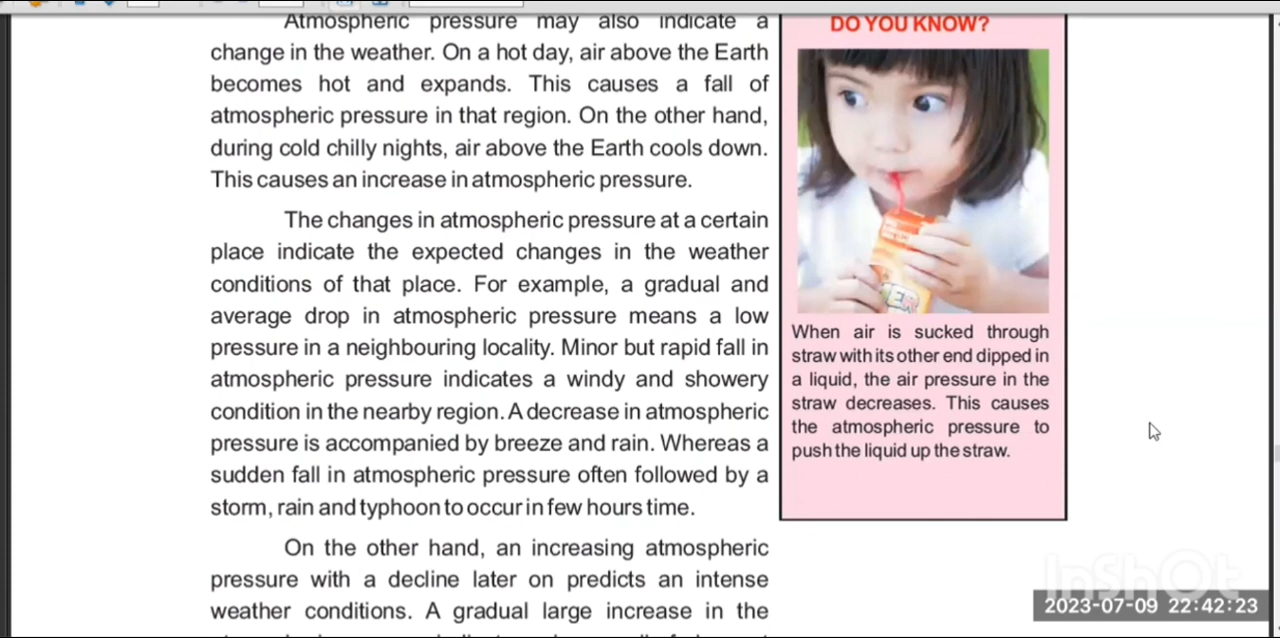 Atmospheric pressure may also indicate a
change in the weather. On a hot day, air above the Earth
becomes hot and expands. This causes a fall of
atmospheric pressure in that region. On the other hand,
during cold chilly nights, air above the Earth cools down.
This causes an increase in atmospheric pressure.
The changes in atmospheric pressure at a certain
place indicate the expected changes in the weather
conditions of that place. For example, a gradual and
average drop in atmospheric pressure means a low
pressure in a neighbouring locality. Minor but rapid fall in
atmospheric pressure indicates a windy and showery
condition in the nearby region. A decrease in atmospheric
pressure is accompanied by breeze and rain. Whereas a
sudden fall in atmospheric pressure often followed by a
storm, rain and typhoon to occur in few hours time.
On the other hand, an increasing atmospheric
pressure with a decline later on predicts an intense
weather conditions. A gradual large increase in the
DO YOU KNOW?
When air is sucked through
straw with its other end dipped in
a liquid, the air pressure in the
straw decreases. This causes
the atmospheric pressure to
push the liquid up the straw.
InShOt
2023-07-09 22:42:23